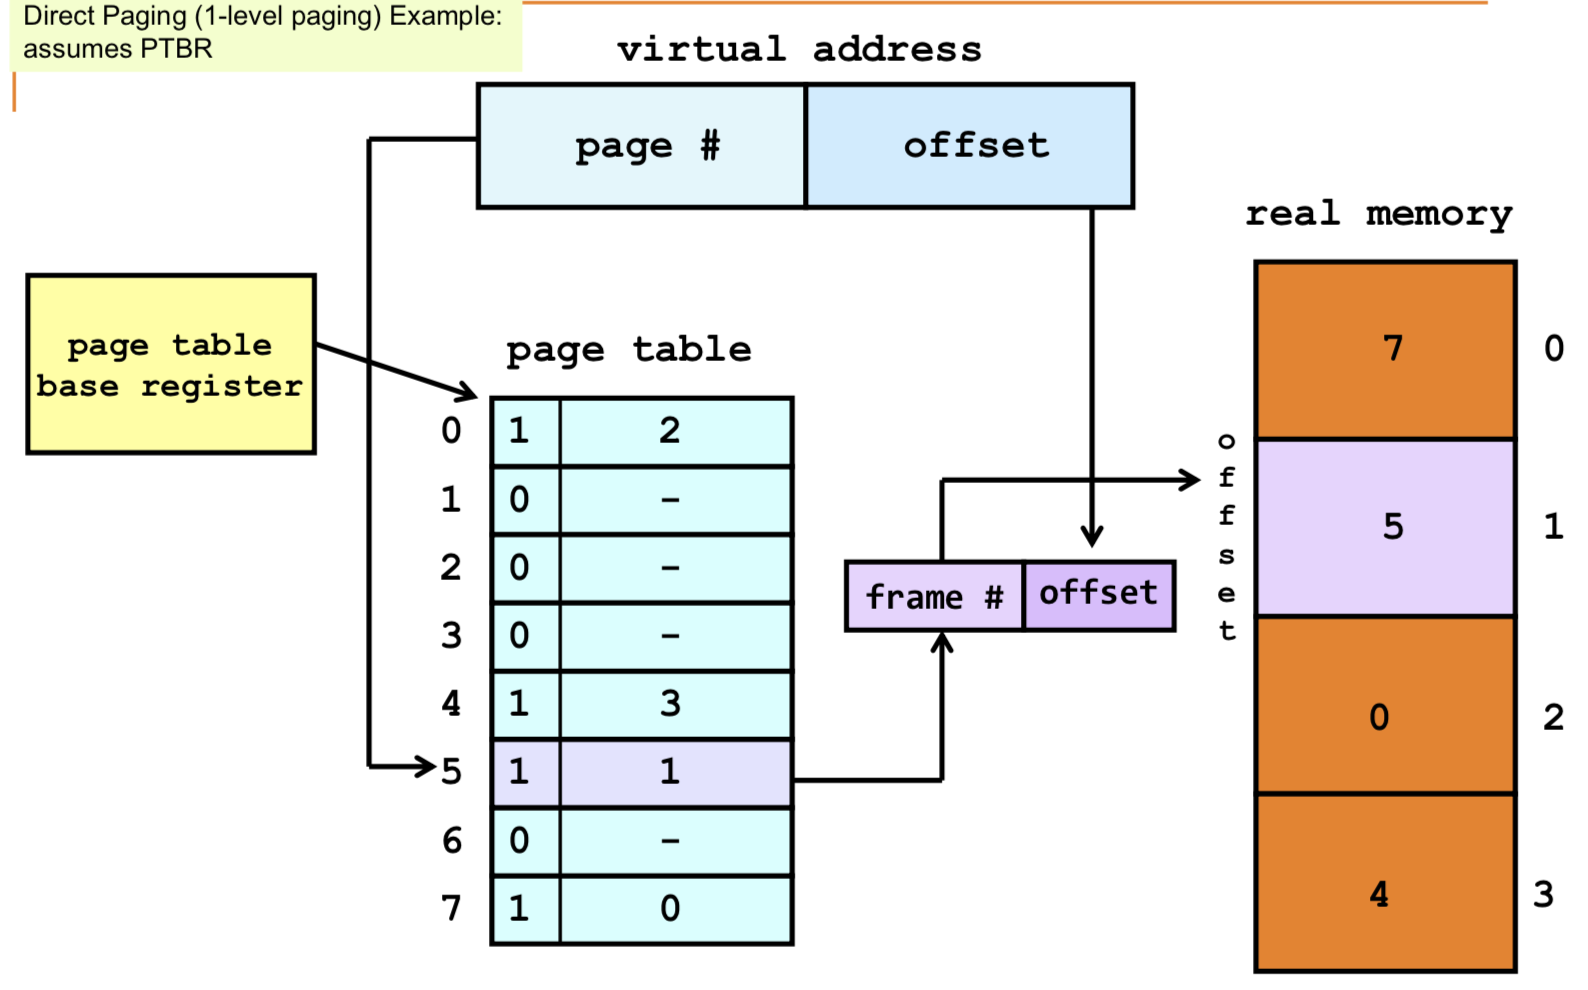 Direct Paging (1-level paging) Example:
assumes PTBR
virtual address
page #
offset
real memory
page table
base register
page table
0 1 2
1 0 –
2 0 –
3 0 –
4 1 3
5 1 1
6 0 –
7 1 0
frame #
offset
offset
7 0
5 1
0 2
4 3